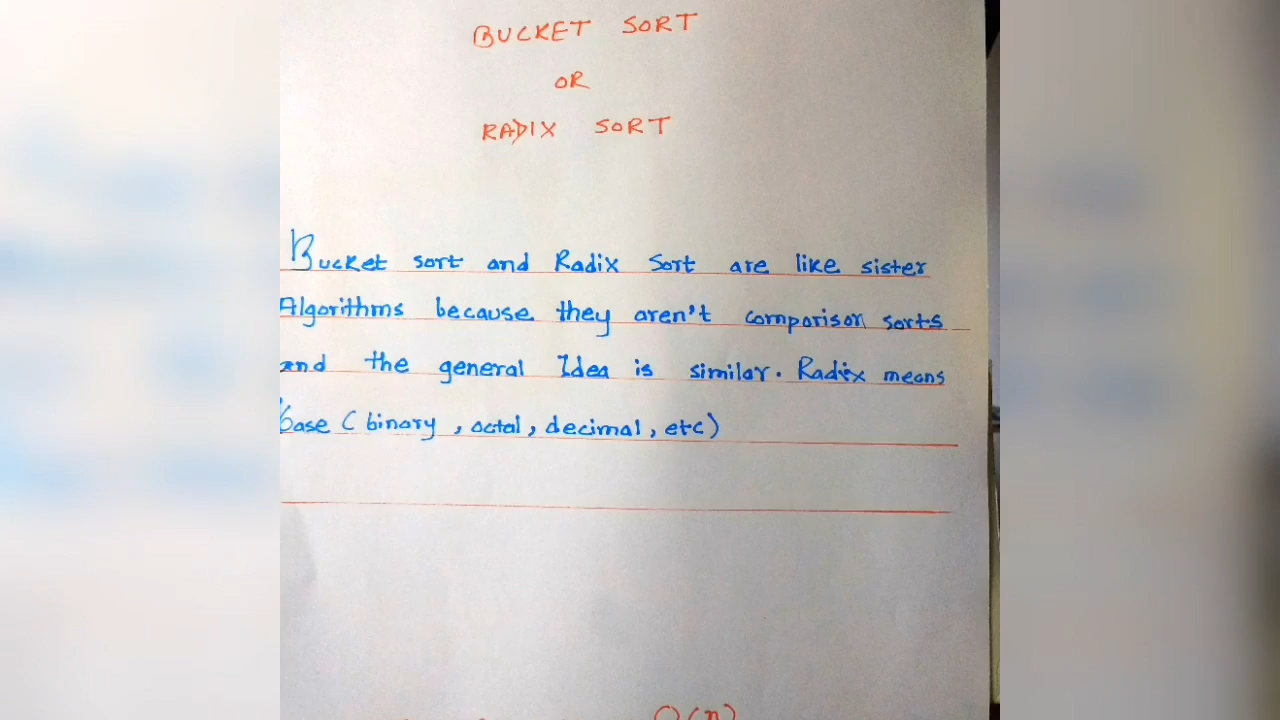 BUCKET SORT
OR
RADIX SORT
Bucket sort and Radix Sort are like sister
Algorithms because they aren't comparison sorts
and the general Idea is similar. Radix means
base (binary, octal, decimal, etc)
O(n)